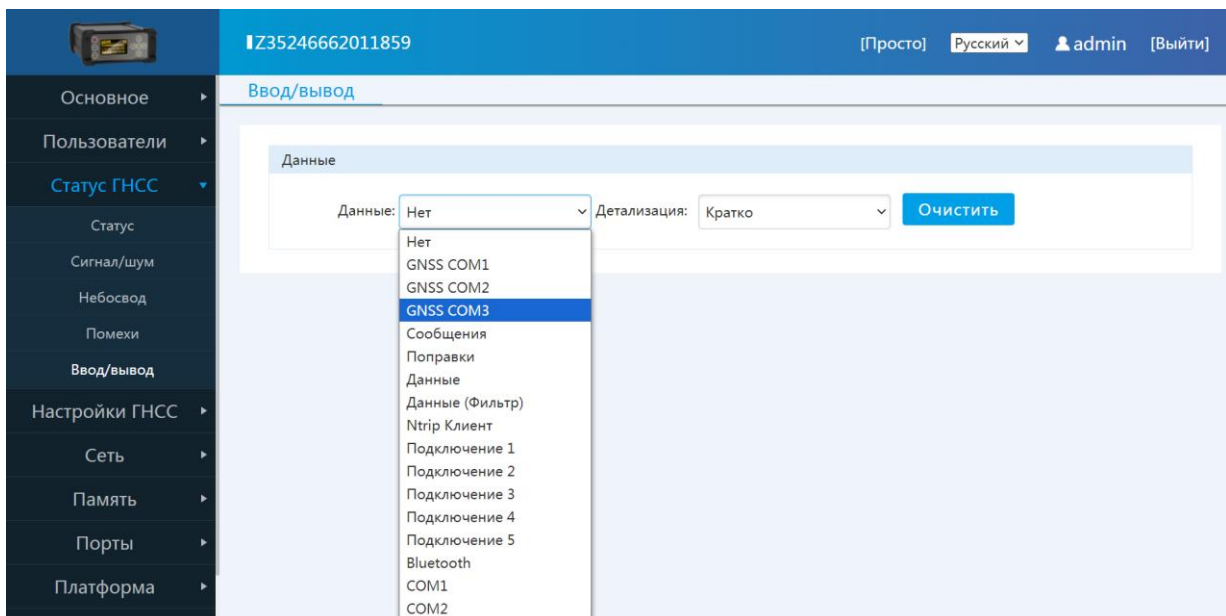 IZ35246662011859 [Просто] Русский admin [Выйти]
Основное
Пользователи
Статус ГНСС
Статус
Сигнал/шум
Небосвод
Помехи
Ввод/вывод
Настройки ГНСС
Сеть
Память
Порты
Платформа
Ввод/вывод
Данные
Данные: Нет Детализация: Кратко Очистить
Нет
GNSS COM1
GNSS COM2
GNSS COM3
Сообщения
Поправки
Данные
Данные (Фильтр)
Ntrip Клиент
Подключение 1
Подключение 2
Подключение 3
Подключение 4
Подключение 5
Bluetooth
COM1
COM2